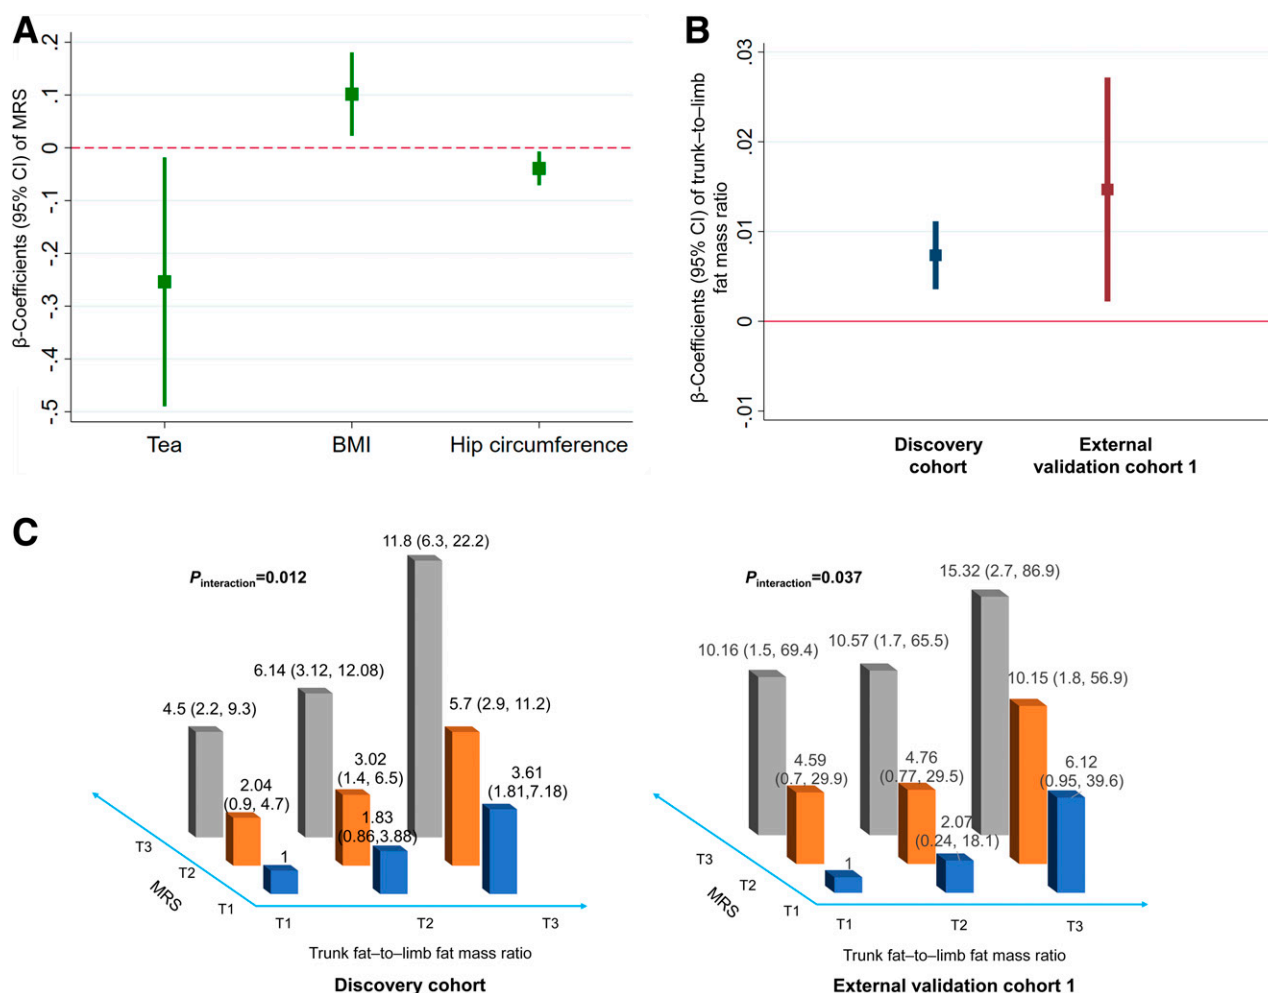 A
β-Coefficients (95% CI) of MRS
.2
.1
0
-.1
-.2
-.3
-.4
-.5
Tea
BMI
Hip circumference
B
β-Coefficients (95% CI) of trunk–to–limb
fat mass ratio
.03
.02
.01
0
-.01
Discovery
cohort
External
validation cohort 1
C
Pinteraction=0.012
11.8 (6.3, 22.2)
6.14 (3.12, 12.08)
4.5 (2.2, 9.3)
5.7 (2.9, 11.2)
3.02
(1.4, 6.5)
2.04
(0.9, 4.7)
3.61
(1.81,7.18)
1.83
(0.86,3.88)
1
T3
T2
T1
MRS
T1
T2
T3
Trunk fat–to–limb fat mass ratio
Discovery cohort
Pinteraction=0.037
15.32 (2.7, 86.9)
10.57 (1.7, 65.5)
10.16 (1.5, 69.4)
10.15 (1.8, 56.9)
4.76
(0.77, 29.5)
4.59
(0.7, 29.9)
6.12
(0.95, 39.6)
2.07
(0.24, 18.1)
1
T3
T2
T1
MRS
T1
T2
T3
Trunk fat–to–limb fat mass ratio
External validation cohort 1